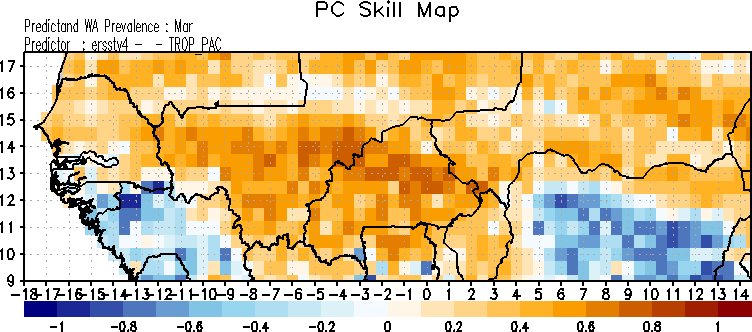 PC Skill Map
Predictand WA Prevalence : Mar
Predictor : ersstv4 - - TROP_PAC
17
16
15
14
13
12
11
10
9
-18 -17 -16 -15 -14 -13 -12 -11 -10 -9 -8 -7 -6 -5 -4 -3 -2 -1 0 1 2 3 4 5 6 7 8 9 10 11 12 13 14
-1 -0.8 -0.6 -0.4 -0.2 0 0.2 0.4 0.6 0.8 1